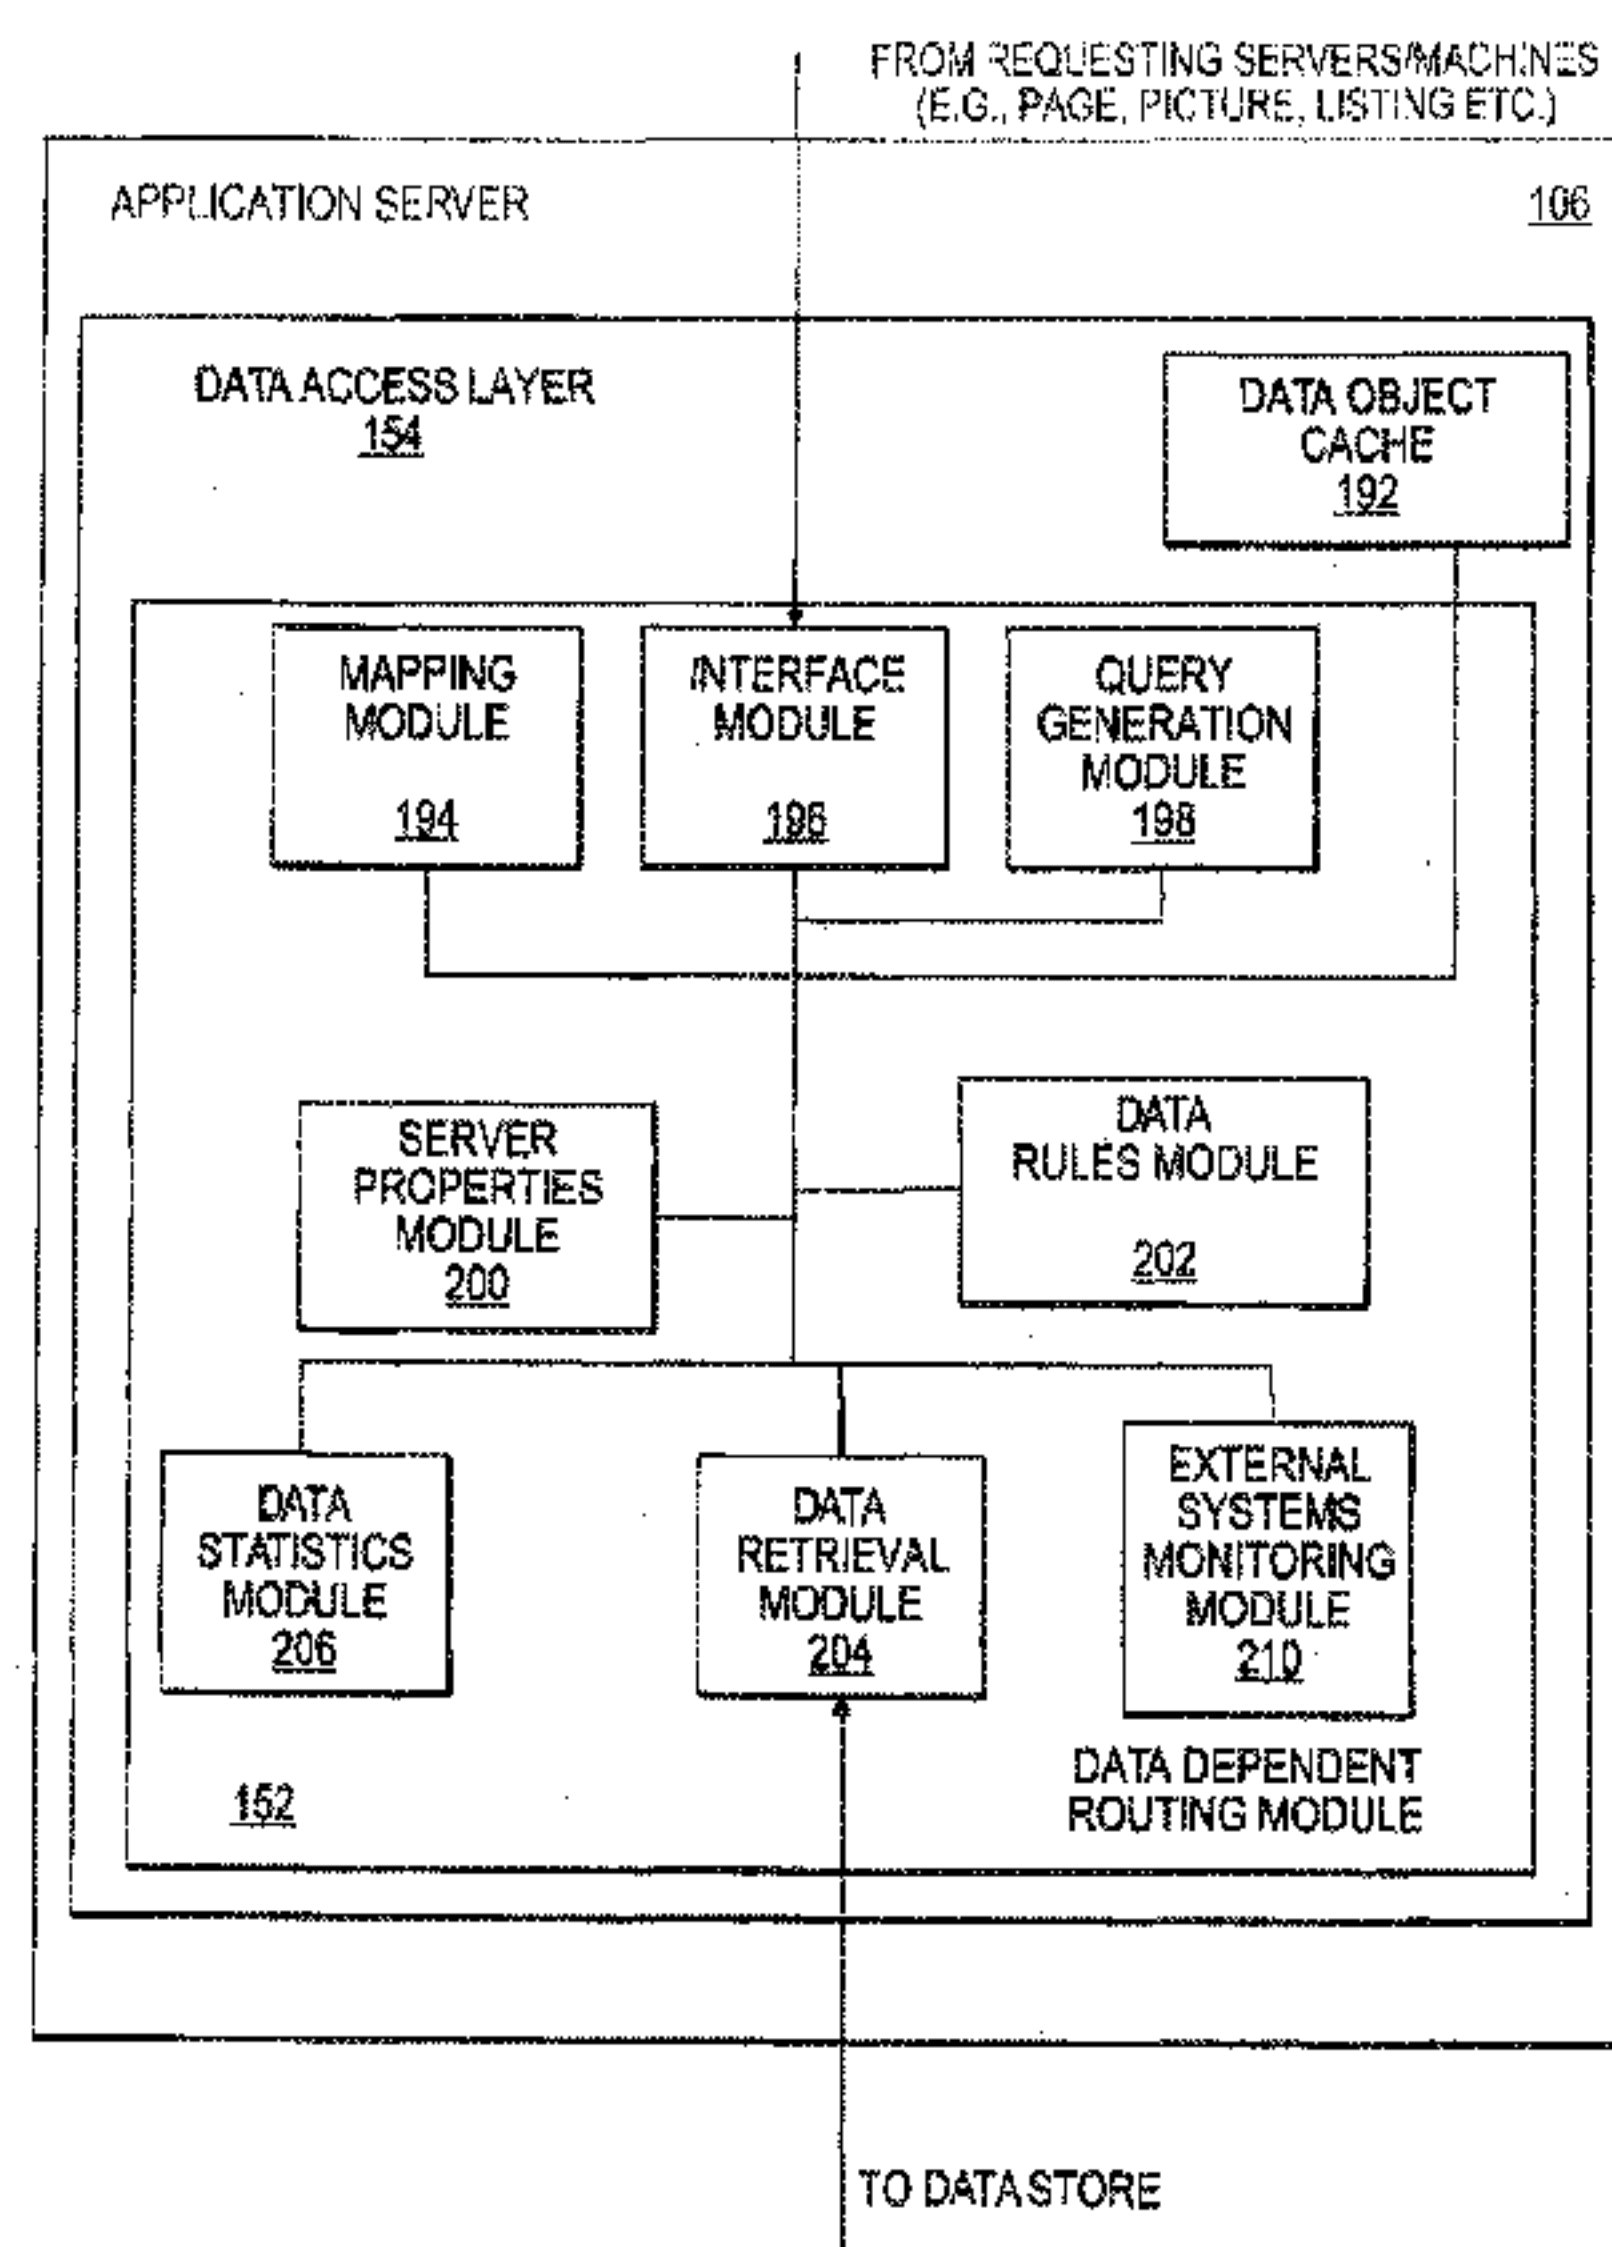 FROM REQUESTING SERVERS/MACHINES
(E.G., PAGE, PICTURE, LISTING ETC.)
APPLICATION SERVER
106
DATA ACCESS LAYER
154
DATA OBJECT
CACHE
192
MAPPING
MODULE
194
INTERFACE
MODULE
196
QUERY
GENERATION
MODULE
198
SERVER
PROPERTIES
MODULE
200
DATA
RULES MODULE
202
DATA
STATISTICS
MODULE
206
DATA
RETRIEVAL
MODULE
204
EXTERNAL
SYSTEMS
MONITORING
MODULE
210
152
DATA DEPENDENT
ROUTING MODULE
TO DATA STORE